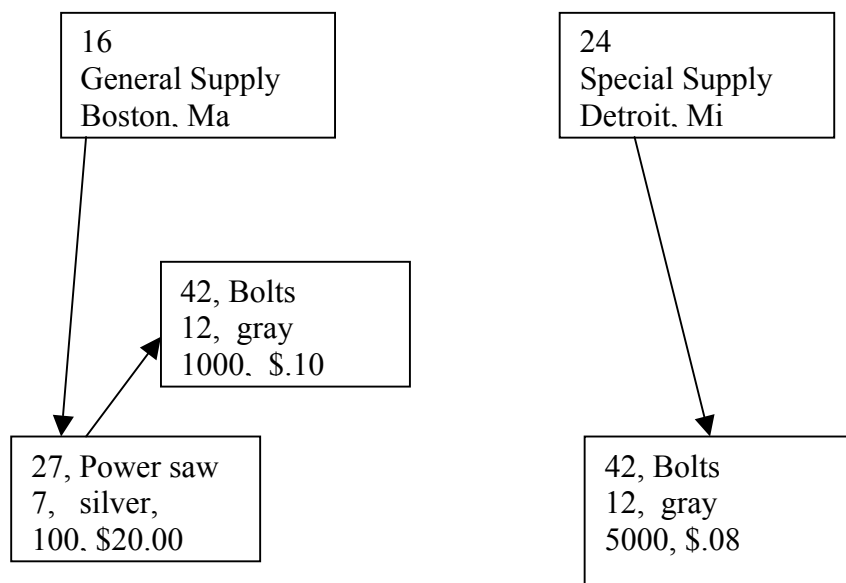 16
General Supply
Boston, Ma
24
Special Supply
Detroit, Mi
42, Bolts
12, gray
1000, $.10
27, Power saw
7, silver,
100, $20.00
42, Bolts
12, gray
5000, $.08